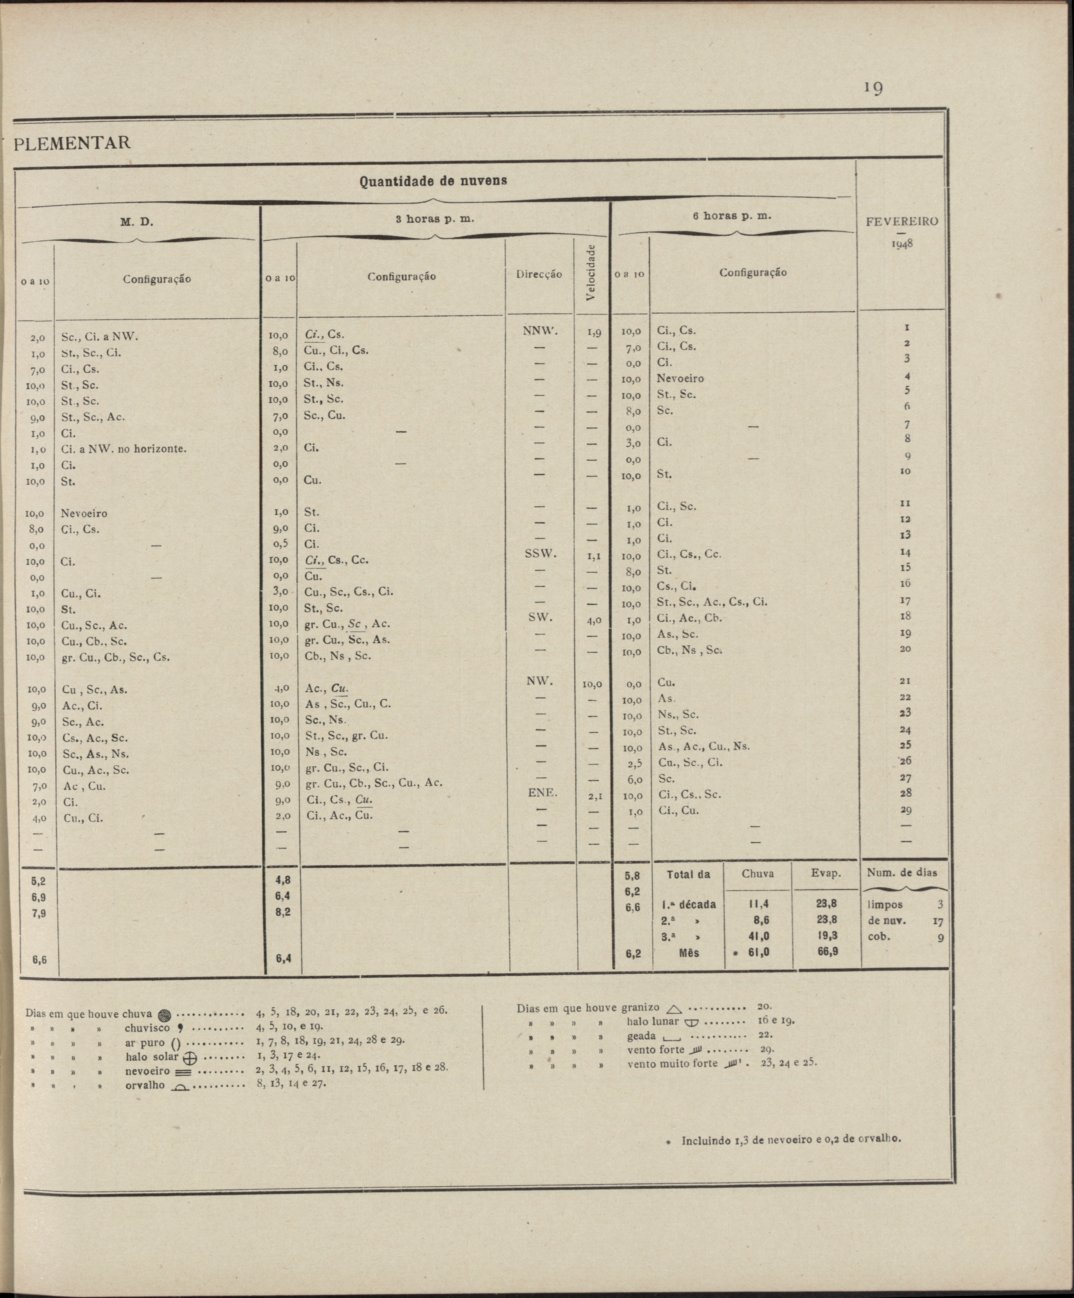 19
PLEMENTAR
Quantidade de nuvens
M. D. 3 horas p. m. 6 horas p. m. FEVEREIRO — 1948
0 a 10 Configuração 0 a 10 Configuração Direcção Velocidade 0 a 10 Configuração
2,0 Sc., Ci. a NW. 10,0 Ci., Cs. NNW. 1,9 10,0 Ci., Cs. 1
1,0 St., Sc., Ci. 8,0 Cu., Ci., Cs. — — 7,0 Ci., Cs. 2
7,0 Ci., Cs. 1,0 Ci., Cs. — — 0,0 Ci. 3
10,0 St., Sc. 10,0 St., Ns. — — 10,0 Nevoeiro 4
10,0 St., Sc. 10,0 St., Sc. — — 10,0 St., Sc. 5
9,0 St., Sc., Ac. 7,0 Sc., Cu. — — 8,0 Sc. 6
1,0 Ci. 0,0 — — — 0,0 — 7
1,0 Ci. a NW. no horizonte. 2,0 Ci. — — 3,0 Ci. 8
1,0 Ci. 0,0 — — — 0,0 — 9
10,0 St. 0,0 Cu. — — 10,0 St. 10
10,0 Nevoeiro 1,0 St. — — 1,0 Ci., Sc. 11
8,0 Ci., Cs. 9,0 Ci. — — 1,0 Ci. 12
0,0 — 0,5 Ci. — — 1,0 Ci. 13
10,0 Ci. 10,0 Ci., Cs., Cc. SSW. 1,1 10,0 Ci., Cs., Cc. 14
0,0 — 0,0 Cu. — — 8,0 St. 15
1,0 Cu., Ci. 3,0 Cu., Sc., Cs., Ci. — — 10,0 Cs., Ci. 16
10,0 St. 10,0 St., Sc. — — 10,0 St., Sc., Ac., Cs., Ci. 17
10,0 Cu., Sc., Ac. 10,0 gr. Cu., Sc , Ac. SW. 4,0 1,0 Ci., Ac., Cb. 18
10,0 Cu., Cb., Sc. 10,0 gr. Cu., Sc., As. — — 10,0 As., Sc. 19
10,0 gr. Cu., Cb., Sc., Cs. 10,0 Cb., Ns , Sc. — — 10,0 Cb., Ns , Sc. 20
10,0 Cu , Sc., As. 4,0 Ac., Cu. NW. 10,0 0,0 Cu. 21
9,0 Ac., Ci. 10,0 As , Sc., Cu., C. — — 10,0 As. 22
9,0 Sc., Ac. 10,0 Sc., Ns. — — 10,0 Ns., Sc. 23
10,0 Cs., Ac., Sc. 10,0 St., Sc., gr. Cu. — — 10,0 St., Sc. 24
10,0 Sc., As., Ns. 10,0 Ns , Sc. — — 10,0 As., Ac., Cu., Ns. 25
10,0 Cu., Ac., Sc. 10,0 gr. Cu., Sc., Ci. — — 2,5 Cu., Sc., Ci. 26
7,0 Ac , Cu. 9,0 gr. Cu., Cb., Sc., Cu., Ac. — — 6,0 Sc. 27
2,0 Ci. 9,0 Ci., Cs., Cu. ENE. 2,1 10,0 Ci., Cs., Sc. 28
4,0 Cu., Ci. 2,0 Ci., Ac., Cu. — — 1,0 Ci., Cu. 29
— — — — — — — — —
— — — — — — — — —
5,2 4,8 5,8 Total da Chuva Evap. Num. de dias
6,9 6,4 6,2
7,9 8,2 6,6 1.ª década 11,4 23,8 limpos 3
2.ª » 8,6 23,8 de nuv. 17
3.ª » 41,0 19,3 cob. 9
6,6 6,4 6,2 Mês * 61,0 66,9
Dias em que houve chuva ············ 4, 5, 18, 20, 21, 22, 23, 24, 25, e 26.
» » » » chuvisco ·········· 4, 5, 10, e 19.
» » » » ar puro () ··········· 1, 7, 8, 18, 19, 21, 24, 28 e 29.
» » » » halo solar ········ 1, 3, 17 e 24.
» » » » nevoeiro ········· 2, 3, 4, 5, 6, 11, 12, 15, 16, 17, 18 e 28.
» » » » orvalho ·········· 8, 13, 14 e 27.
Dias em que houve granizo ··········· 20.
» » » » halo lunar ········ 16 e 19.
» » » » geada ··········· 22.
» » » » vento forte ········ 29.
» » » » vento muito forte . 23, 24 e 25.
* Incluindo 1,3 de nevoeiro e 0,2 de orvalho.